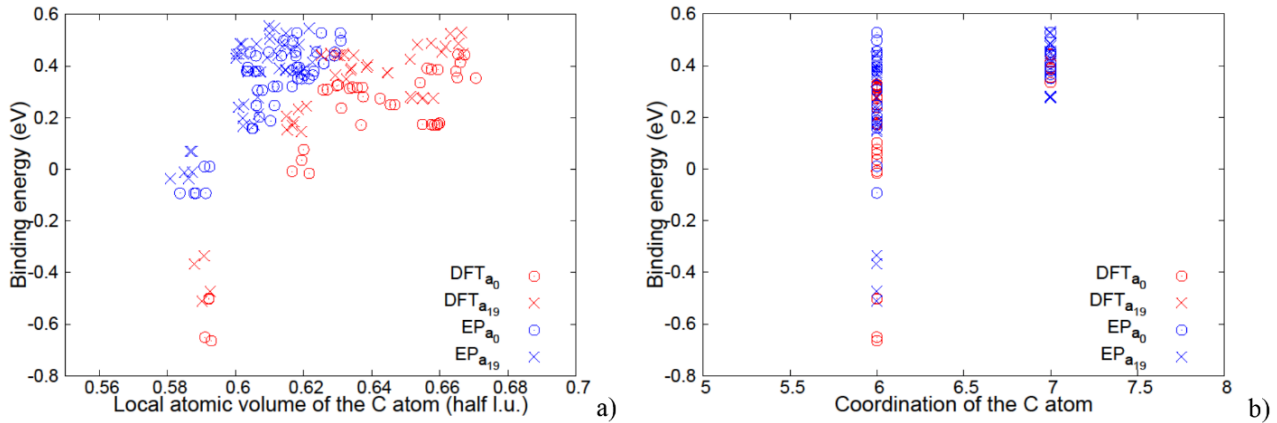 0.6
0.4
0.2
0
-0.2
-0.4
-0.6
-0.8
Binding energy (eV)
0.56 0.58 0.6 0.62 0.64 0.66 0.68 0.7
Local atomic volume of the C atom (half l.u.)
DFTa0
DFTa19
EPa0
EPa19
a)
0.6
0.4
0.2
0
-0.2
-0.4
-0.6
-0.8
Binding energy (eV)
5 5.5 6 6.5 7 7.5 8
Coordination of the C atom
DFTa0
DFTa19
EPa0
EPa19
b)